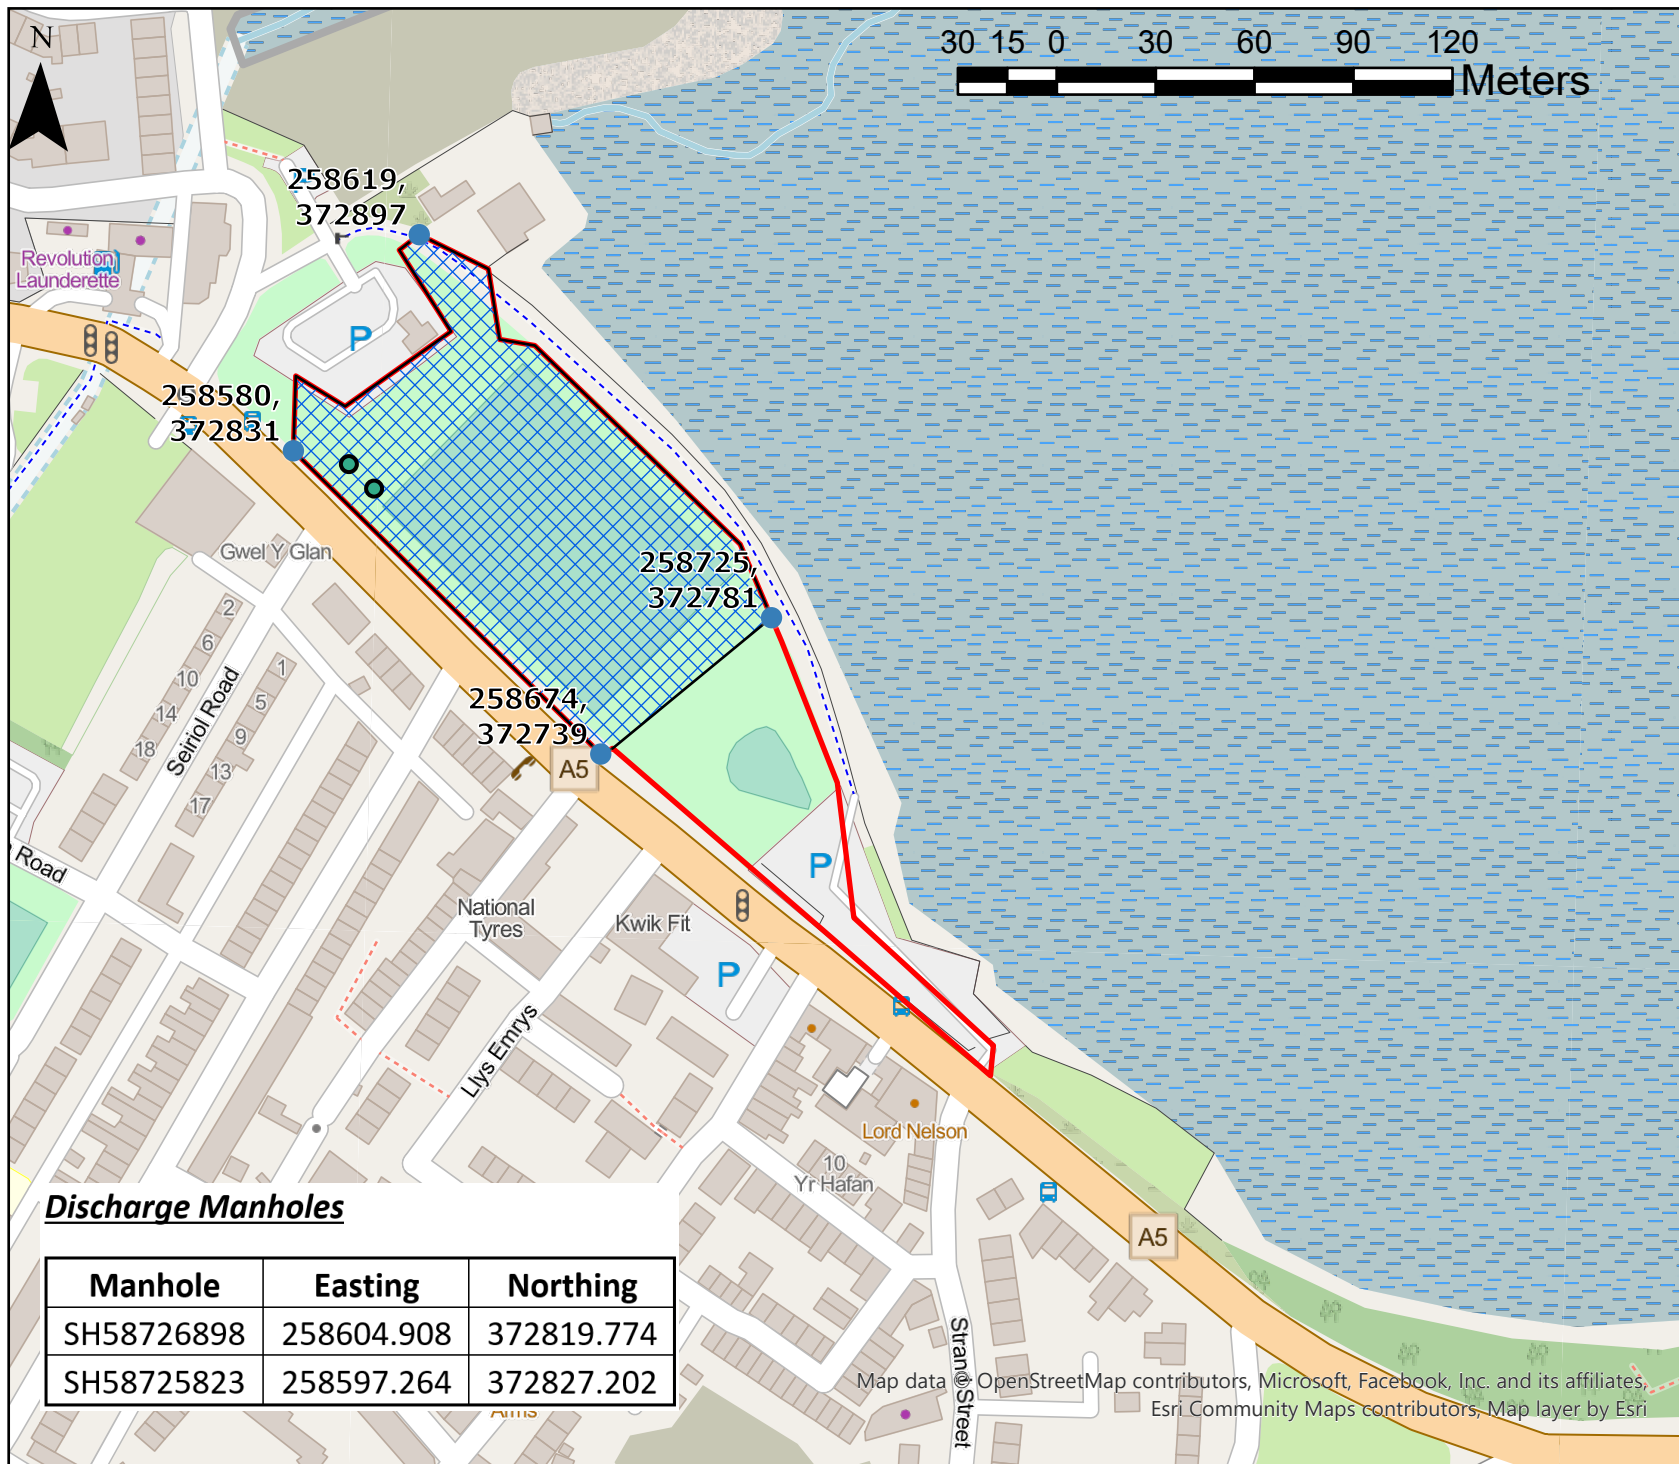 N
30 15 0 30 60 90 120
Meters
258619,
372897
Revolution
Launderette
P
258580,
372831
Gwel Y Glan
258725,
372781
258674,
372739
A5
2
6
10
14
18
1
5
9
13
17
Seiriol Road
Road
P
National
Tyres
Kwik Fit
P
Llys Emrys
Lord Nelson
10
Yr Hafan
A5
Strand Street
Discharge Manholes
Manhole Easting Northing
SH58726898 258604.908 372819.774
SH58725823 258597.264 372827.202
Arms
Map data © OpenStreetMap contributors, Microsoft, Facebook, Inc. and its affiliates,
Esri Community Maps contributors, Map layer by Esri